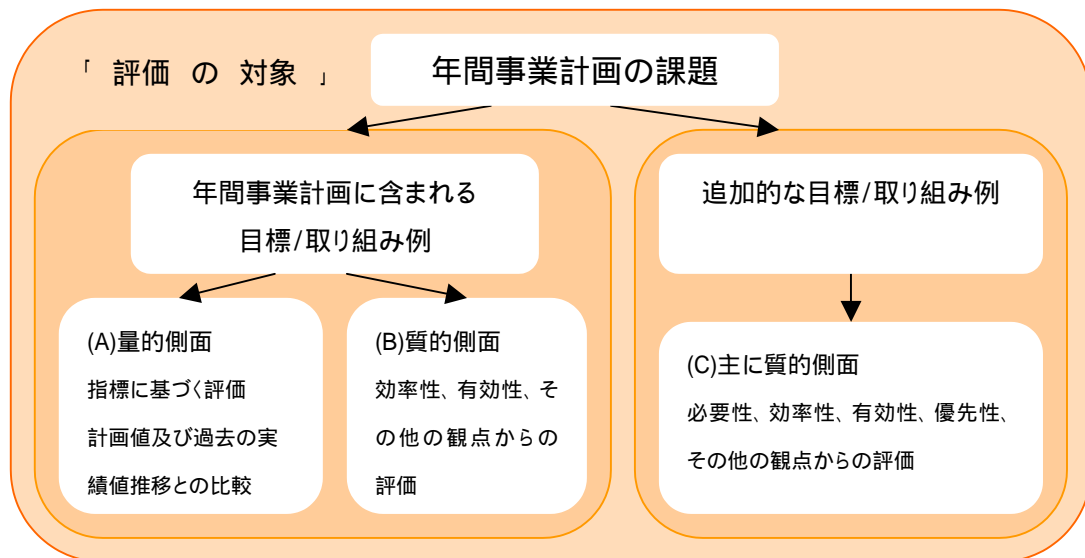 「 評価 の 対象 」
年間事業計画の課題
年間事業計画に含まれる
目標/取り組み例
追加的な目標/取り組み例
(A)量的側面
指標に基づく評価
計画値及び過去の実
績値推移との比較
(B)質的側面
効率性、有効性、そ
の他の観点からの
評価
(C)主に質的側面
必要性、効率性、有効性、優先性、
その他の観点からの評価